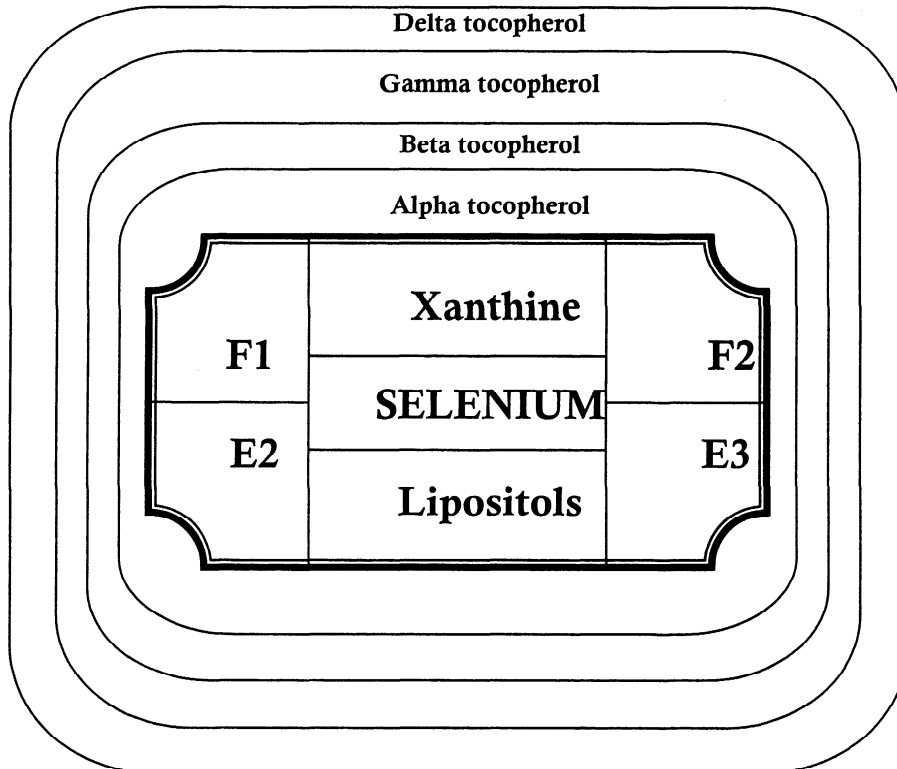 Delta tocopherol
Gamma tocopherol
Beta tocopherol
Alpha tocopherol
Xanthine
F1
F2
SELENIUM
E2
E3
Lipositols